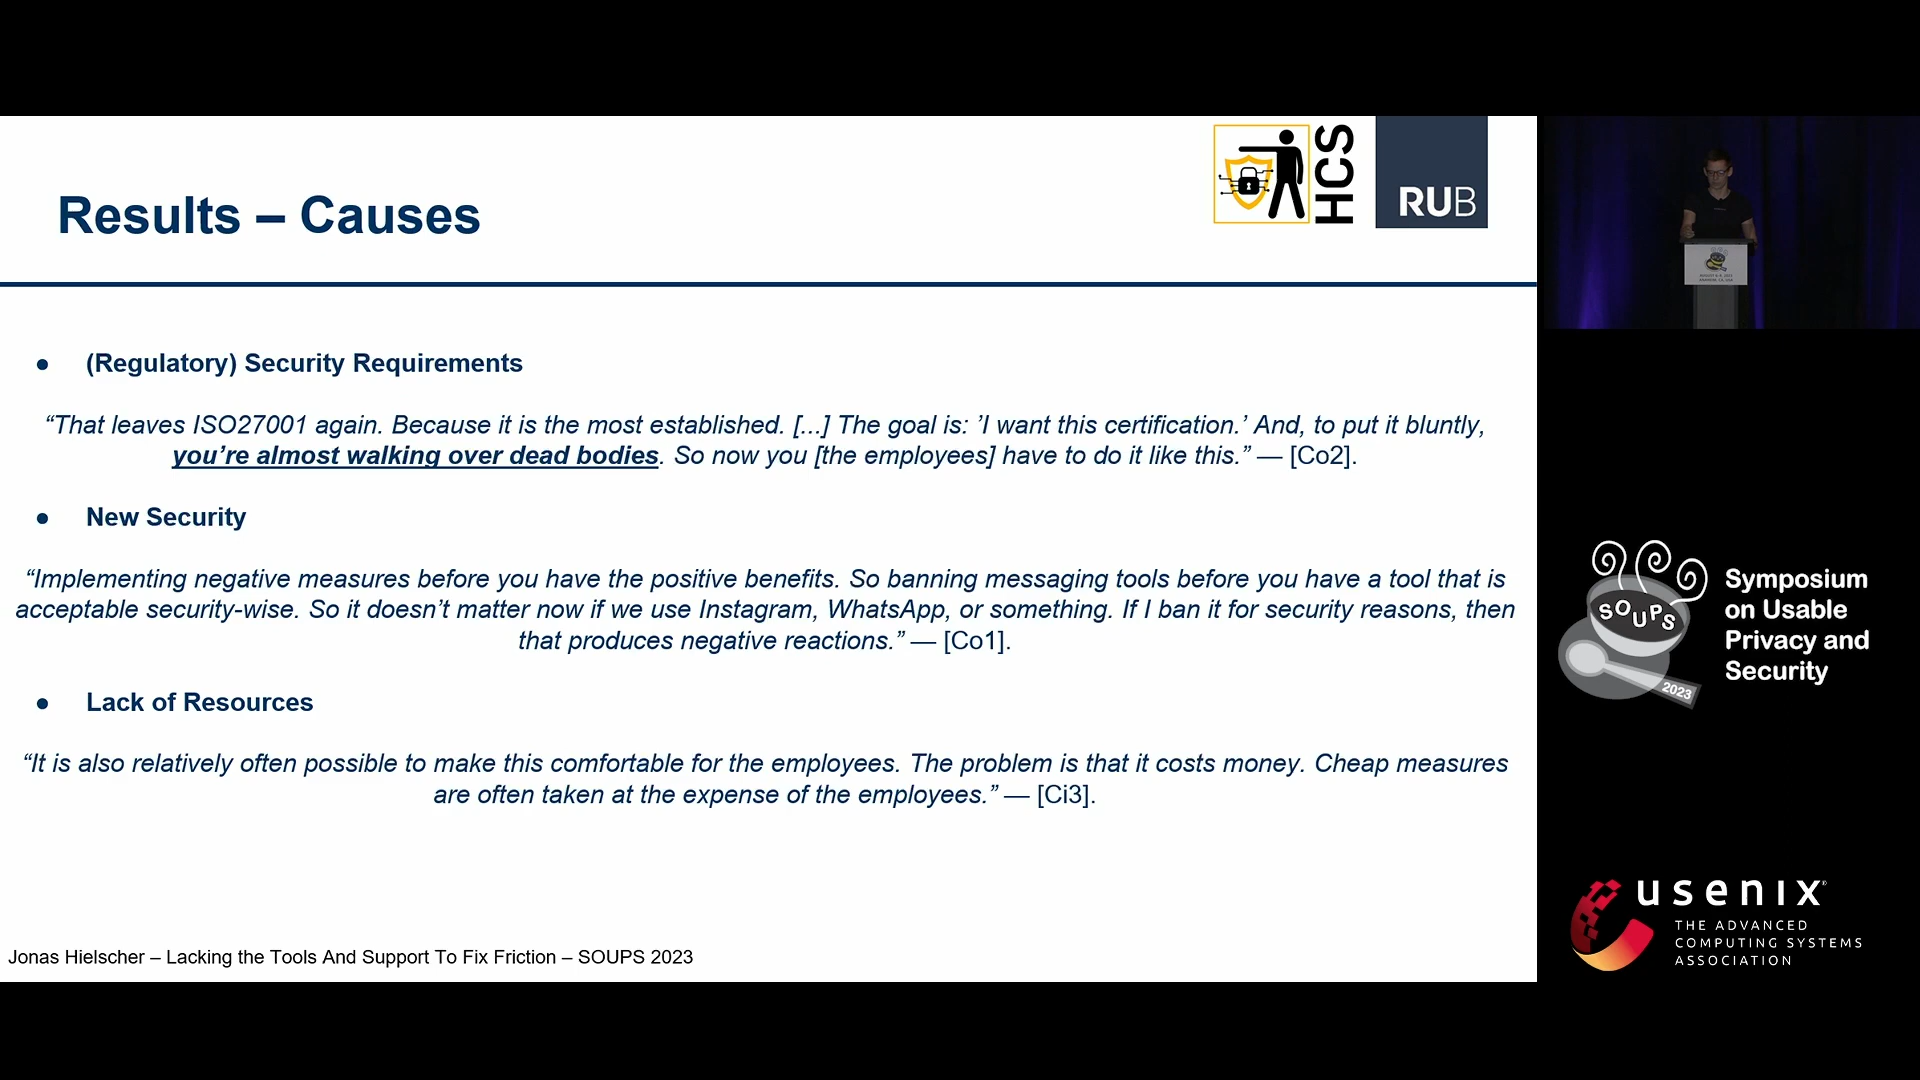 Results – Causes
HCS
RUB
● (Regulatory) Security Requirements
“That leaves ISO27001 again. Because it is the most established. [...] The goal is: ’I want this certification.’ And, to put it bluntly,
you’re almost walking over dead bodies. So now you [the employees] have to do it like this.” — [Co2].
● New Security
“Implementing negative measures before you have the positive benefits. So banning messaging tools before you have a tool that is
acceptable security-wise. So it doesn’t matter now if we use Instagram, WhatsApp, or something. If I ban it for security reasons, then
that produces negative reactions.” — [Co1].
● Lack of Resources
“It is also relatively often possible to make this comfortable for the employees. The problem is that it costs money. Cheap measures
are often taken at the expense of the employees.” — [Ci3].
Jonas Hielscher – Lacking the Tools And Support To Fix Friction – SOUPS 2023
SOUPS
2023
Symposium
on Usable
Privacy and
Security
usenix®
THE ADVANCED
COMPUTING SYSTEMS
ASSOCIATION